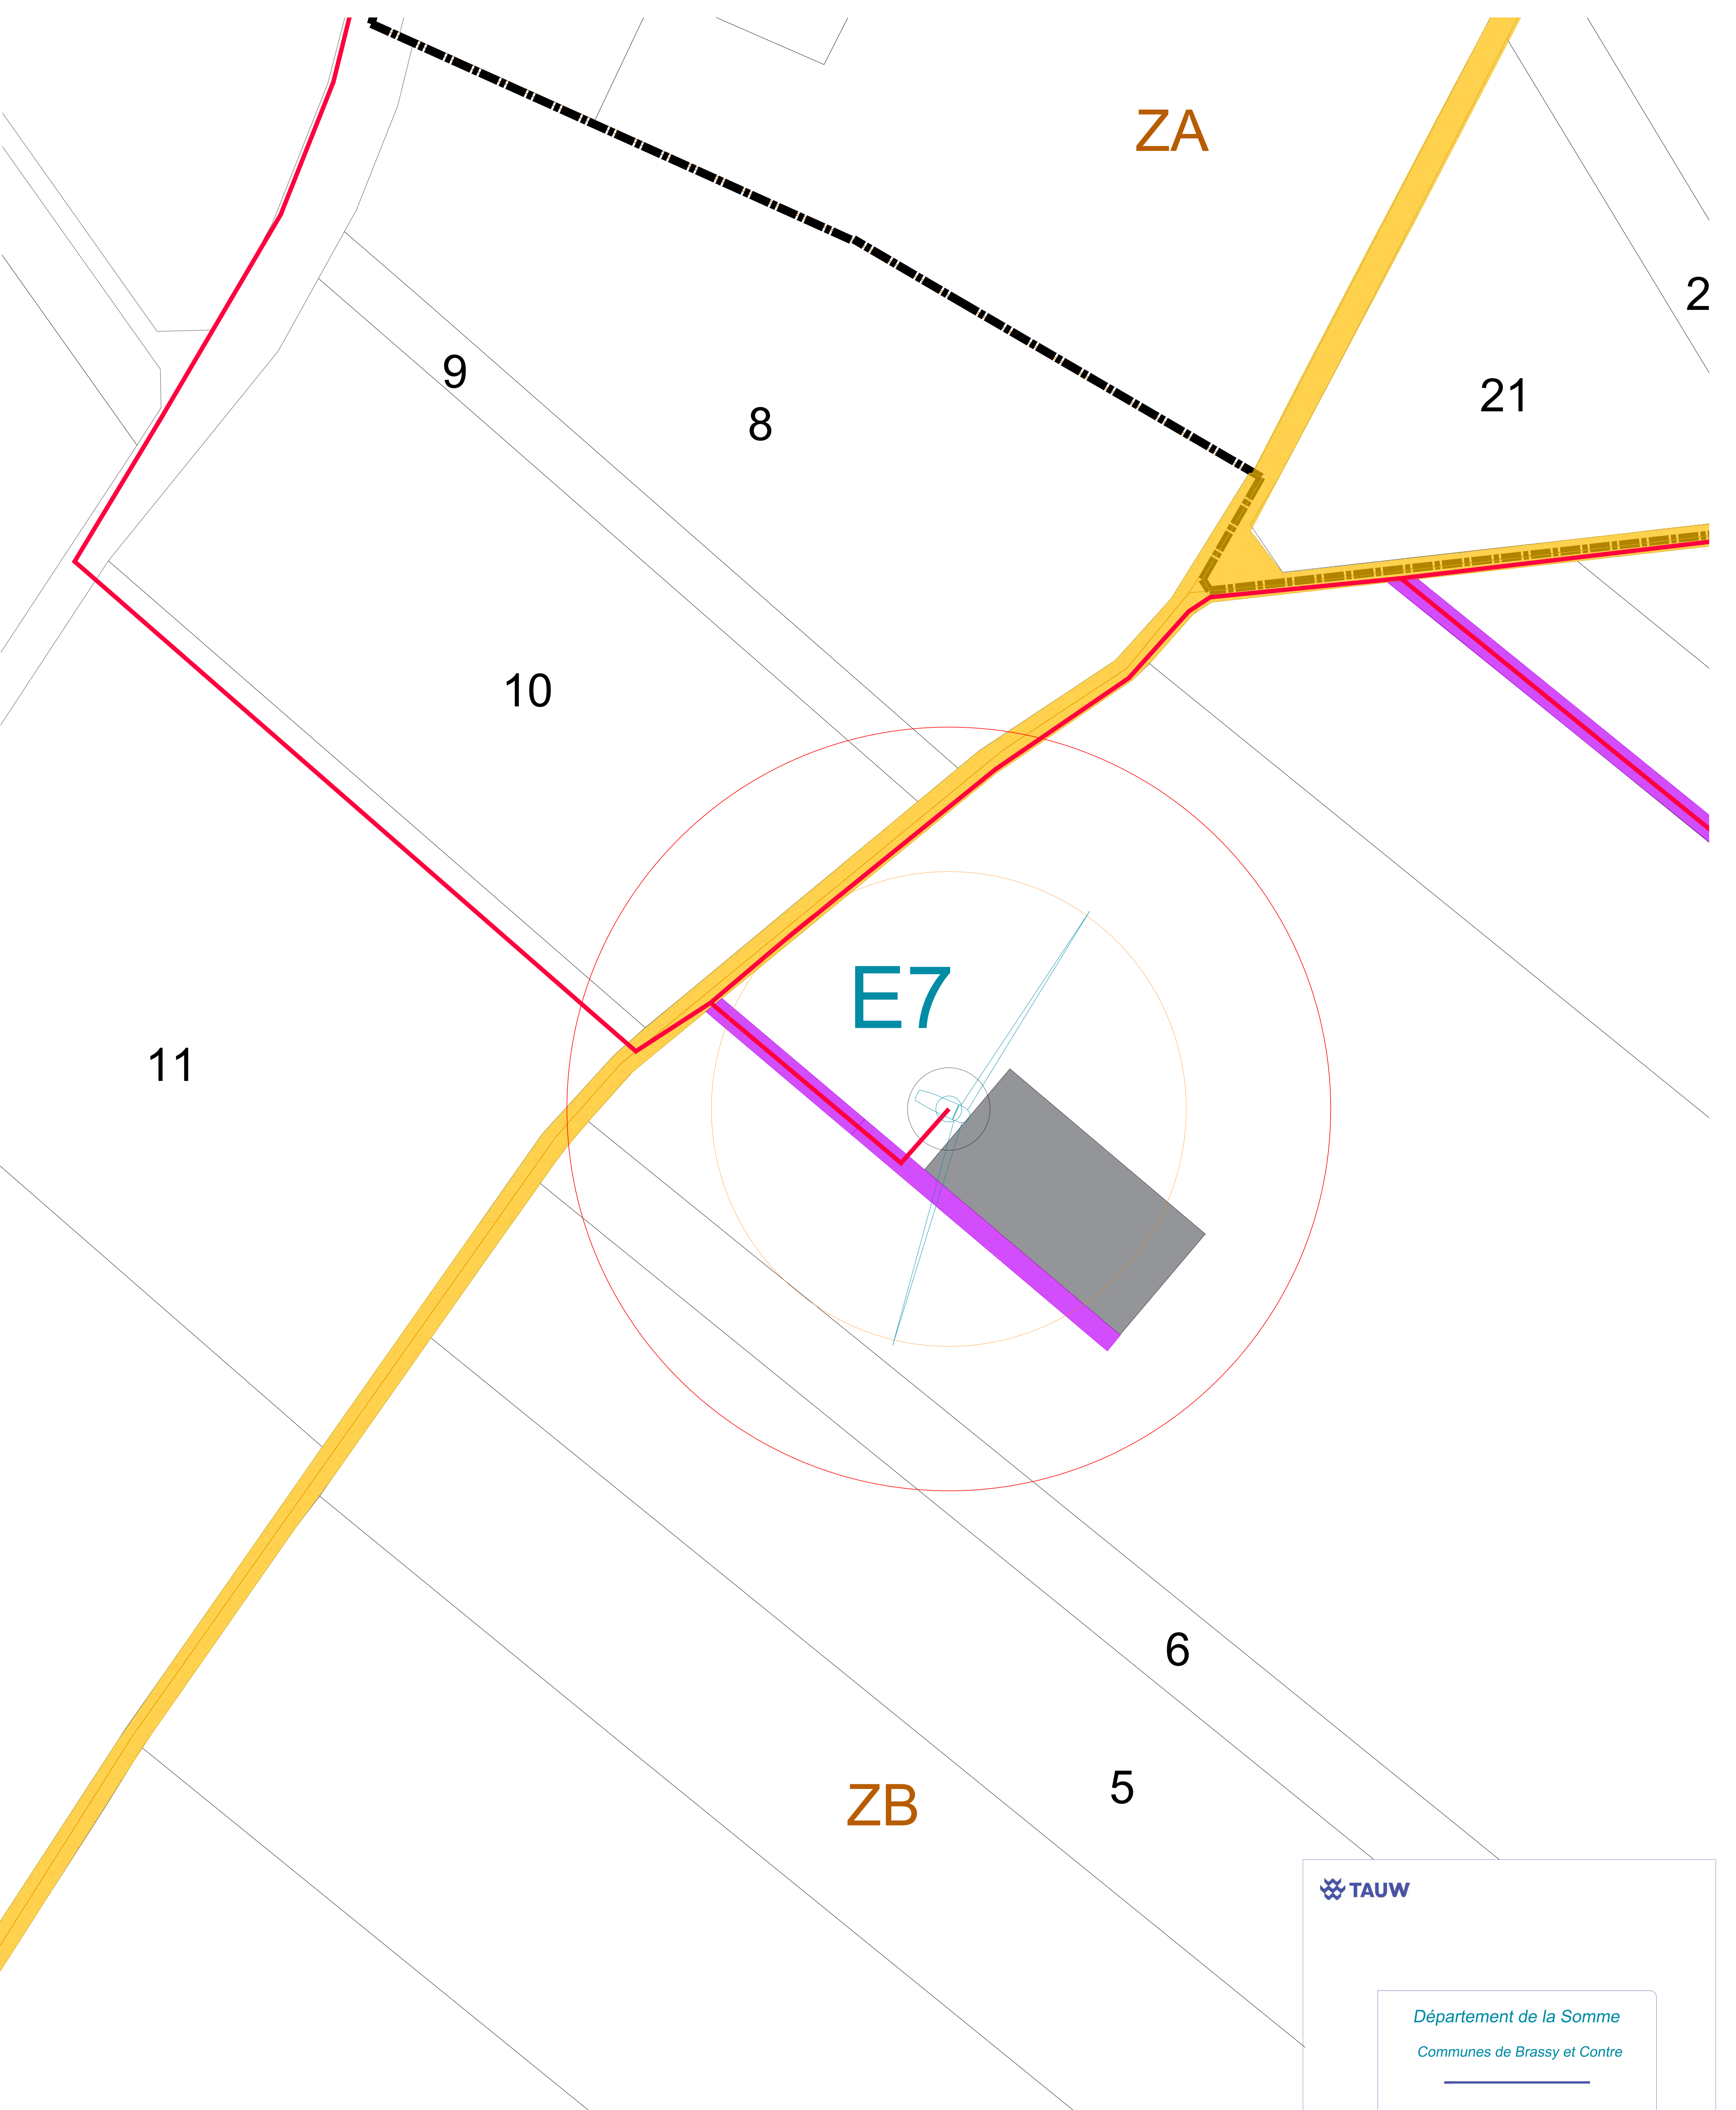 ZA
2
9
21
8
10
E7
11
6
5
ZB
TAUW
Département de la Somme
Communes de Brassy et Contre